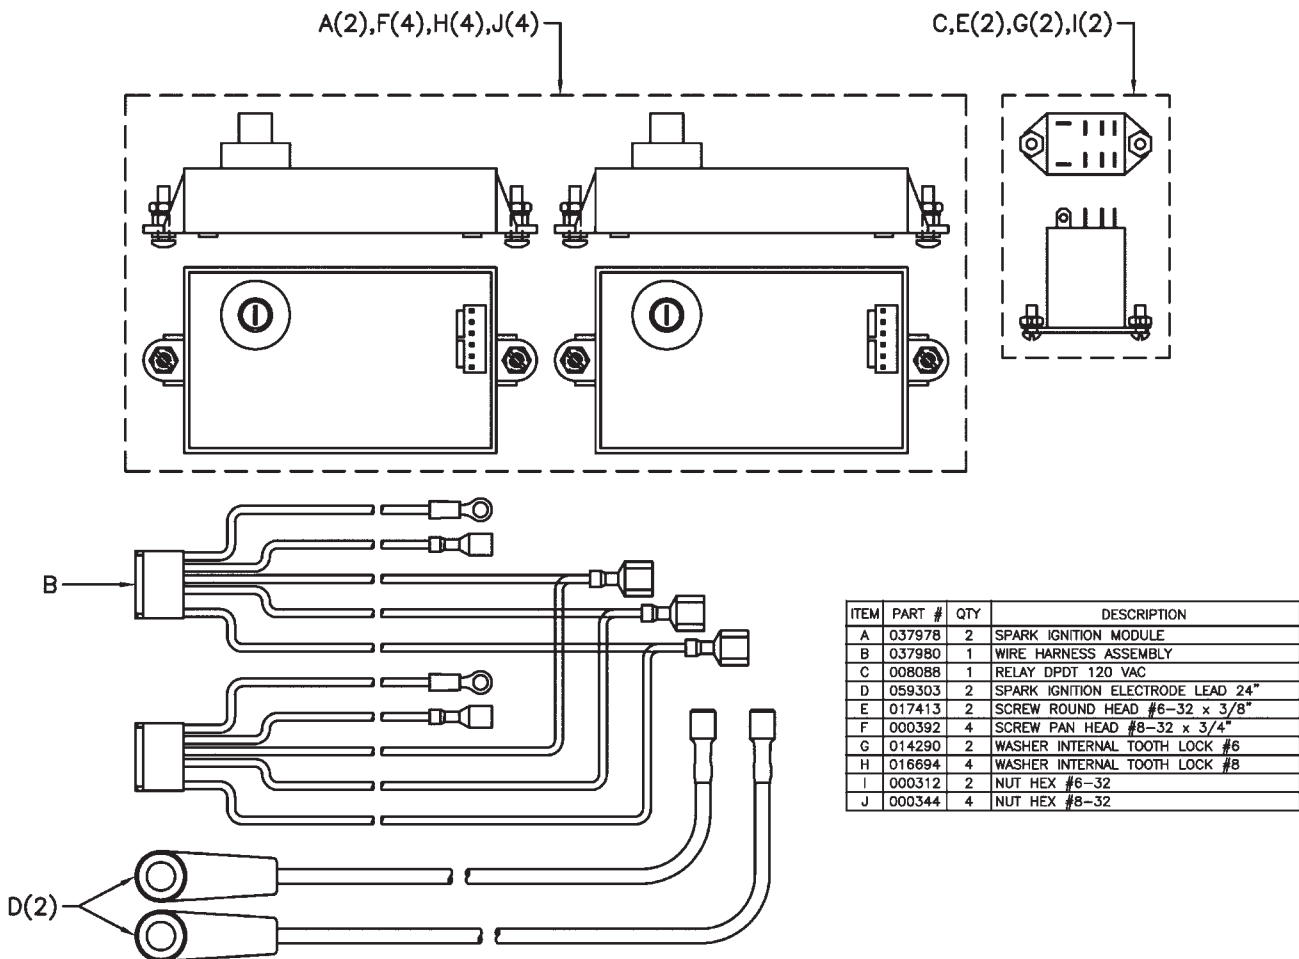 A(2),F(4),H(4),J(4)
C,E(2),G(2),I(2)
B
D(2)
ITEM PART # QTY DESCRIPTION
A 037978 2 SPARK IGNITION MODULE
B 037980 1 WIRE HARNESS ASSEMBLY
C 008088 1 RELAY DPDT 120 VAC
D 059303 2 SPARK IGNITION ELECTRODE LEAD 24"
E 017413 2 SCREW ROUND HEAD #6-32 x 3/8"
F 000392 4 SCREW PAN HEAD #8-32 x 3/4"
G 014290 2 WASHER INTERNAL TOOTH LOCK #6
H 016694 4 WASHER INTERNAL TOOTH LOCK #8
I 000312 2 NUT HEX #6-32
J 000344 4 NUT HEX #8-32